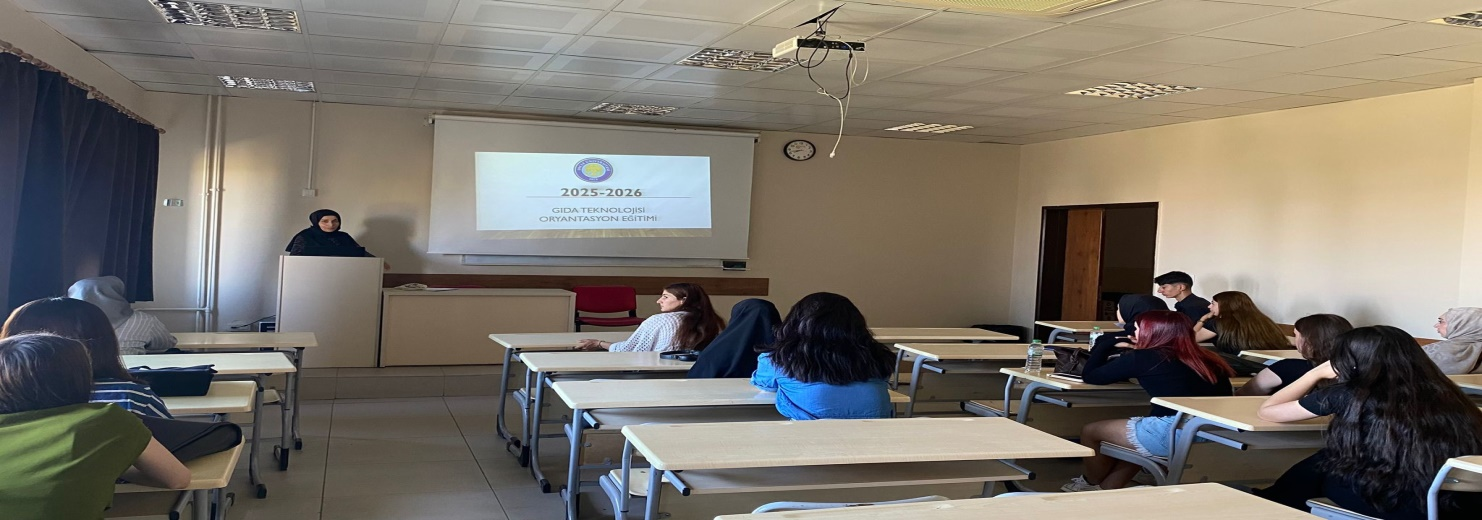 2025-2026
GIDA TEKNOLOJİSİ
ORYANTASYON EĞİTİMİ